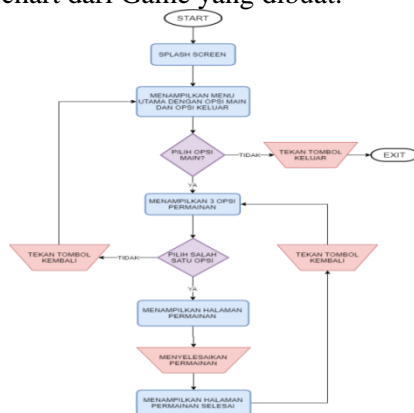 dari Game yang dibuat.
START
SPLASH SCREEN
MENAMPILKAN MENU
UTAMA DENGAN OPSI MAIN
DAN OPSI KELUAR
PILIH OPSI
MAIN?
TIDAK
TEKAN TOMBOL
KELUAR
EXIT
YA
MENAMPILKAN 3 OPSI
PERMAINAN
TEKAN TOMBOL
KEMBALI
TIDAK
PILIH SALAH
SATU OPSI
TEKAN TOMBOL
KEMBALI
YA
MENAMPILKAN HALAMAN
PERMAINAN
MENYELESAIKAN
PERMAINAN
MENAMPILKAN HALAMAN
PERMAINAN SELESAI